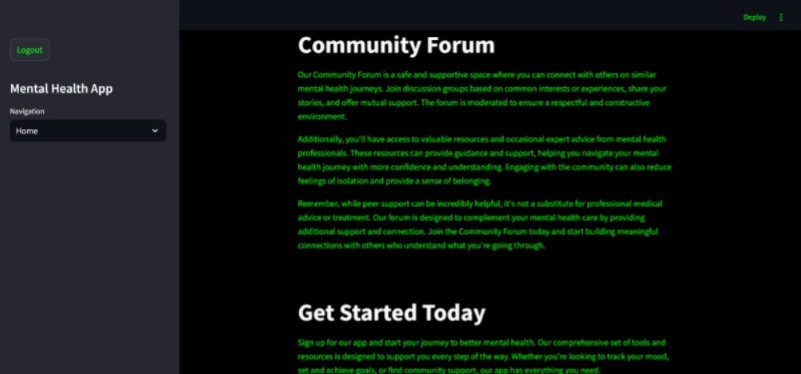 Deploy
Logout
Mental Health App
Navigation
Home
Community Forum
Our Community Forum is a safe and supportive space where you can connect with others on similar
mental health journeys. Join discussion groups based on common interests or experiences, share your
stories, and offer mutual support. The forum is moderated to ensure a respectful and constructive
environment.
Additionally, you'll have access to valuable resources and occasional expert advice from mental health
professionals. These resources can provide guidance and support, helping you navigate your mental
health journey with more confidence and understanding. Engaging with the community can also reduce
feelings of isolation and provide a sense of belonging.
Remember, while peer support can be incredibly helpful, it's not a substitute for professional medical
advice or treatment. Our forum is designed to complement your mental health care by providing
additional support and connection. Join the Community Forum today and start building meaningful
connections with others who understand what you're going through.
Get Started Today
Sign up for our app and start your journey to better mental health. Our comprehensive set of tools and
resources is designed to support you every step of the way. Whether you're looking to track your mood,
set and achieve goals, or find community support, our app has everything you need.